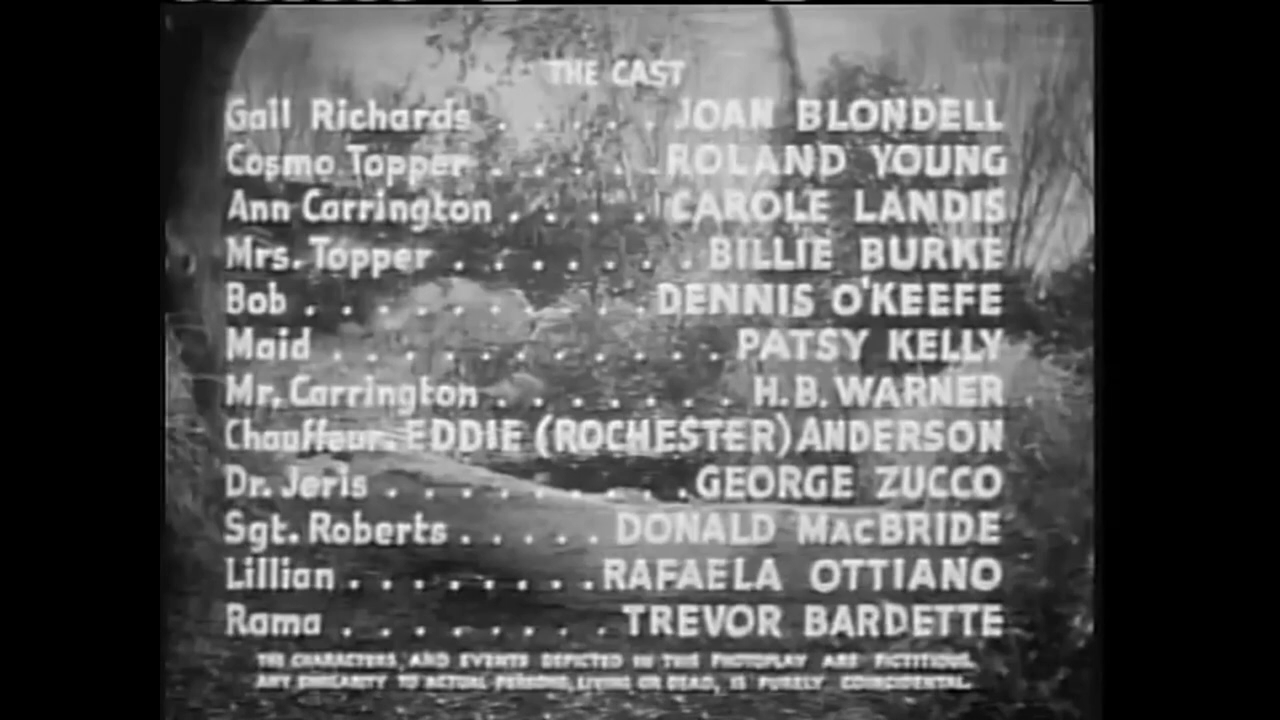 THE CAST
Gail Richards . . . . . JOAN BLONDELL
Cosmo Topper . . . . . ROLAND YOUNG
Ann Carrington . . . . . CAROLE LANDIS
Mrs. Topper . . . . . . . BILLIE BURKE
Bob . . . . . . . . . . DENNIS O'KEEFE
Maid . . . . . . . . . . . . PATSY KELLY
Mr. Carrington . . . . . . . H. B. WARNER
Chauffeur. EDDIE (ROCHESTER) ANDERSON
Dr. Jeris . . . . . . . . . GEORGE ZUCCO
Sgt. Roberts . . . . . DONALD MACBRIDE
Lillian . . . . . . . . RAFAELA OTTIANO
Rama . . . . . . . . TREVOR BARDETTE
THE CHARACTERS, AND EVENTS DEPICTED IN THIS PHOTOPLAY ARE FICTITIOUS.
ANY SIMILARITY TO ACTUAL PERSONS, LIVING OR DEAD, IS PURELY COINCIDENTAL.